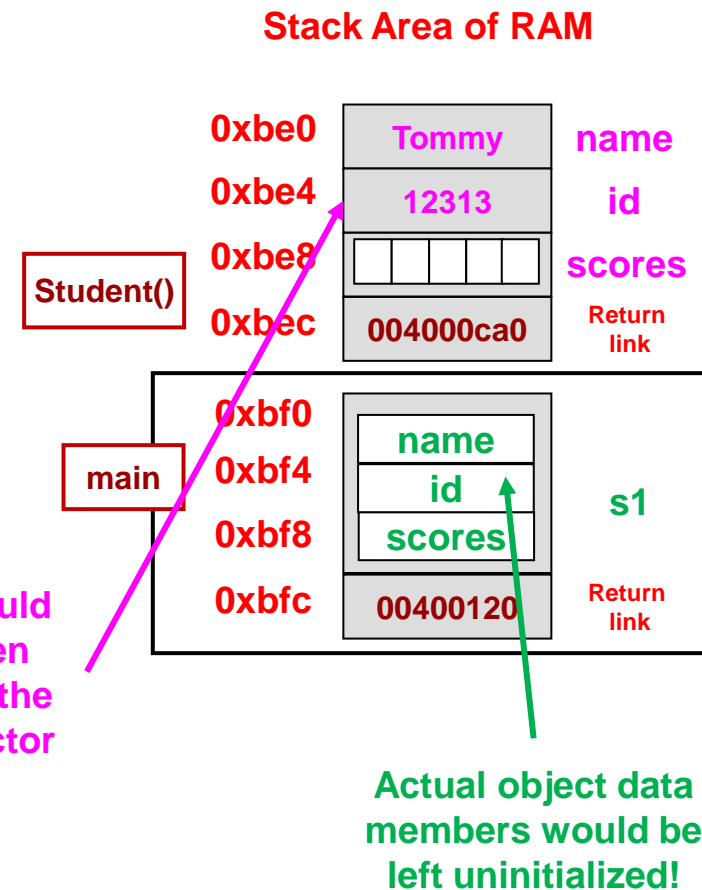 Stack Area of RAM
0xbe0 Tommy name
0xbe4 12313 id
0xbe8 scores
Student()
0xbec 004000ca0 Return link
0xbf0 name
main 0xbf4 id s1
0xbf8 scores
0xbfc 00400120 Return link
the
Actual object data
members would be
left uninitialized!